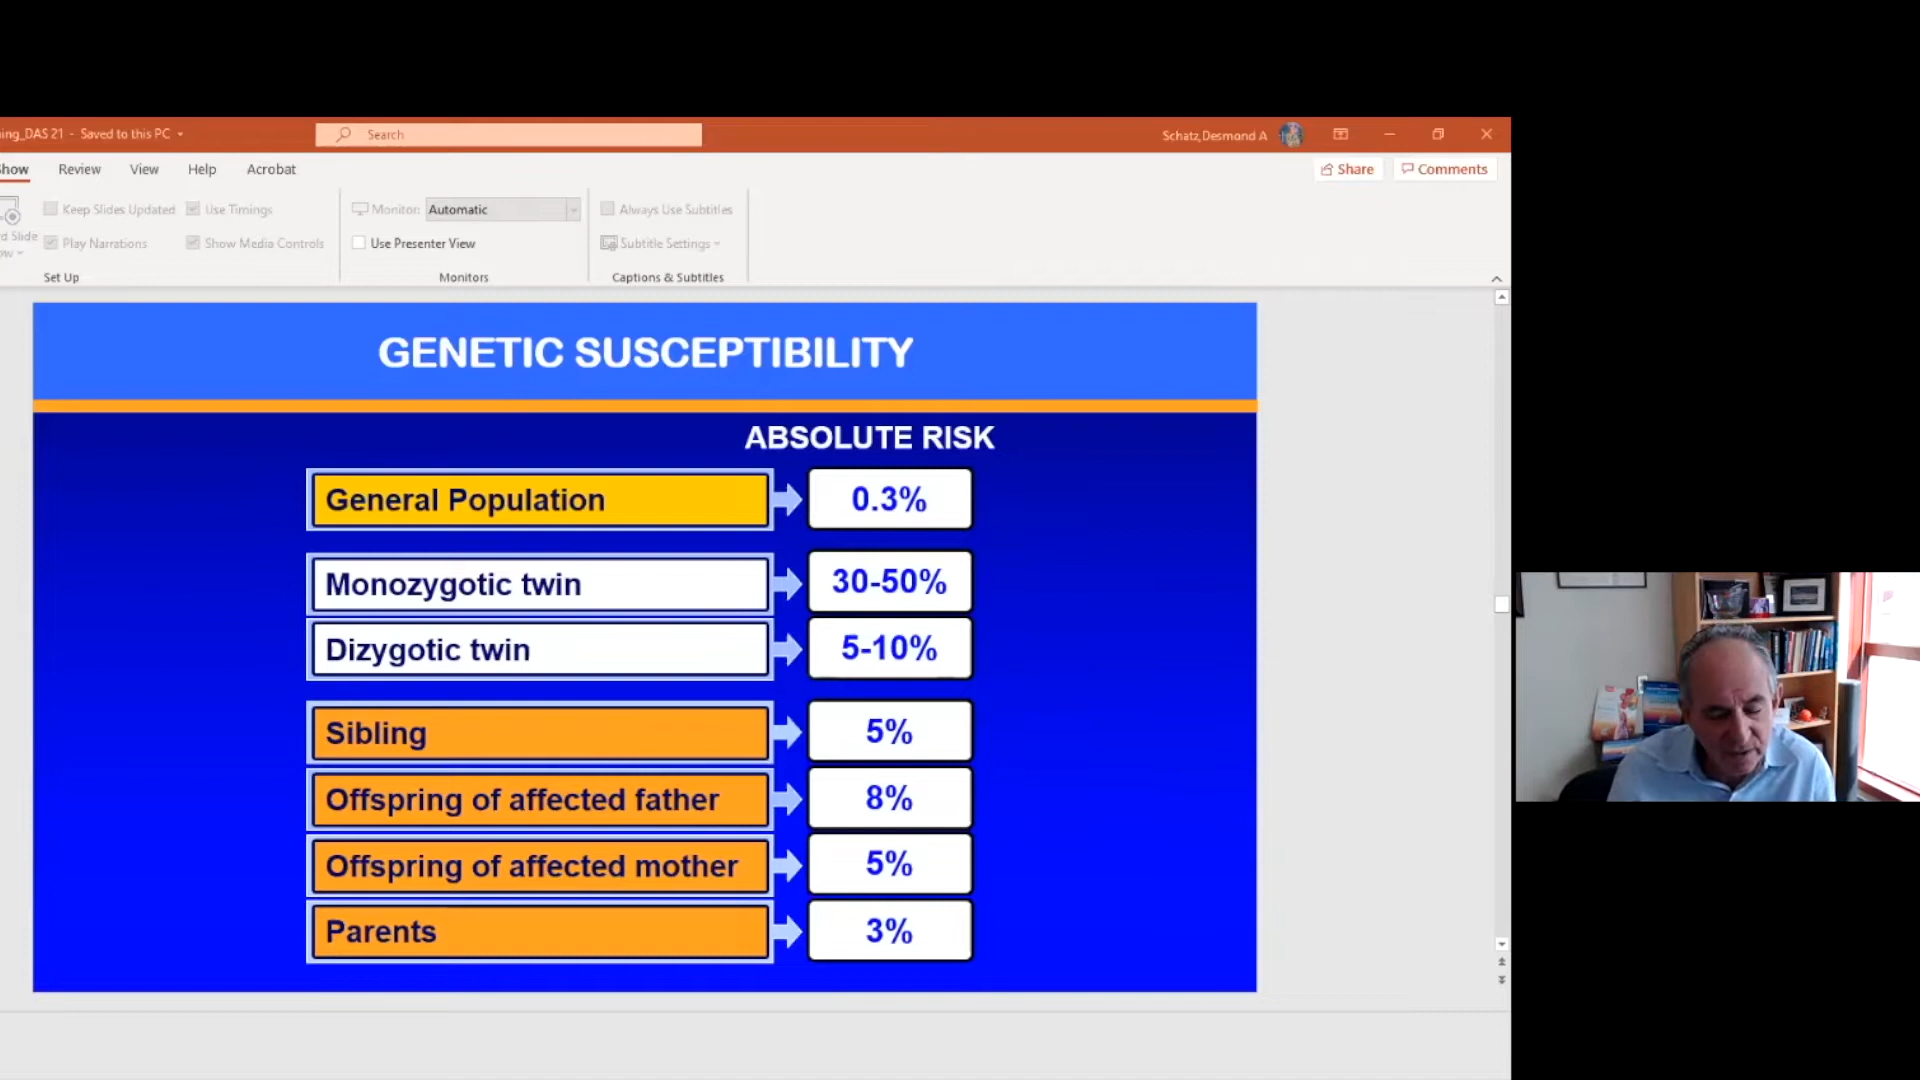 ing_DAS 21 - Saved to this PC
Search
Schatz,Desmond A
Show
Review
View
Help
Acrobat
Share
Comments
Keep Slides Updated
Use Timings
Monitor:
Automatic
Always Use Subtitles
d Slide
ow
Play Narrations
Show Media Controls
Use Presenter View
Subtitle Settings
Set Up
Monitors
Captions & Subtitles
GENETIC SUSCEPTIBILITY
ABSOLUTE RISK
General Population
0.3%
Monozygotic twin
30-50%
Dizygotic twin
5-10%
Sibling
5%
Offspring of affected father
8%
Offspring of affected mother
5%
Parents
3%